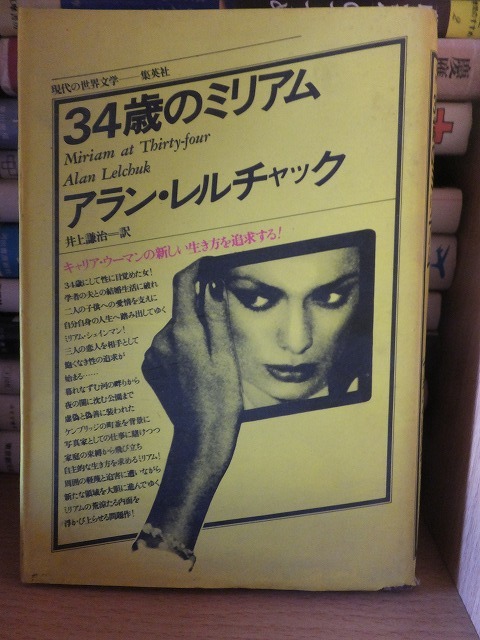 現代の世界文学——集英社
34歳のミリアム
Miriam at Thirty-four
Alan Lelchuk
アラン・レルチャック
井上謙治=訳
キャリア・ウーマンの新しい生き方を追求する!
34歳にして性に目覚めた女!
学者の夫との結婚生活に破れ
二人の子供への愛情を支えに
自分自身の人生へ踏み出してゆく
ミリアム・シェインマン!
三人の恋人を相手として
飽くなき性の追求が
始まる……
暮れなずむ河の畔りから
夜の闇に沈む公園まで
虚偽と偽善に装われた
ケンブリッジの町並を背景に
写真家としての仕事に賭けつつ
家庭の束縛から飛び立ち
自主的な生き方を求めるミリアム!
周囲の軽蔑と迫害に遭いながら
新たな領域を大胆に進んでゆく
ミリアムの荒涼たる内面を
浮かび上らせる問題作!